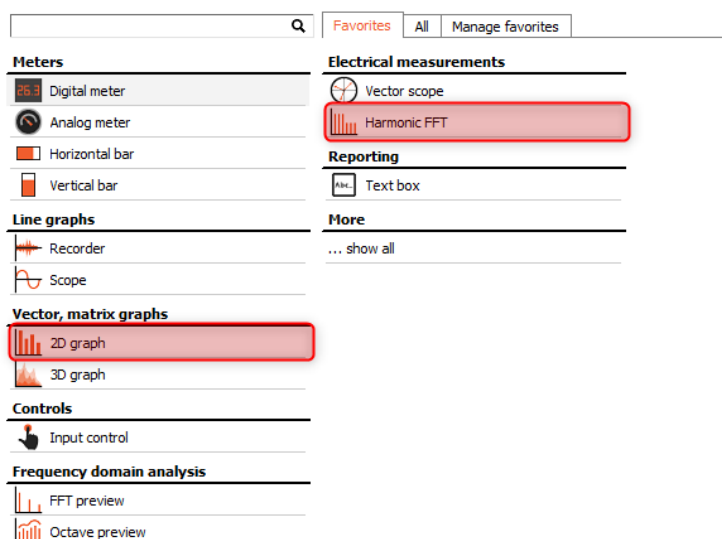 Favorites All Manage favorites
Meters
26.3 Digital meter
Analog meter
Horizontal bar
Vertical bar
Line graphs
Recorder
Scope
Vector, matrix graphs
2D graph
3D graph
Controls
Input control
Frequency domain analysis
FFT preview
Octave preview
Electrical measurements
Vector scope
Harmonic FFT
Reporting
Abc... Text box
More
... show all